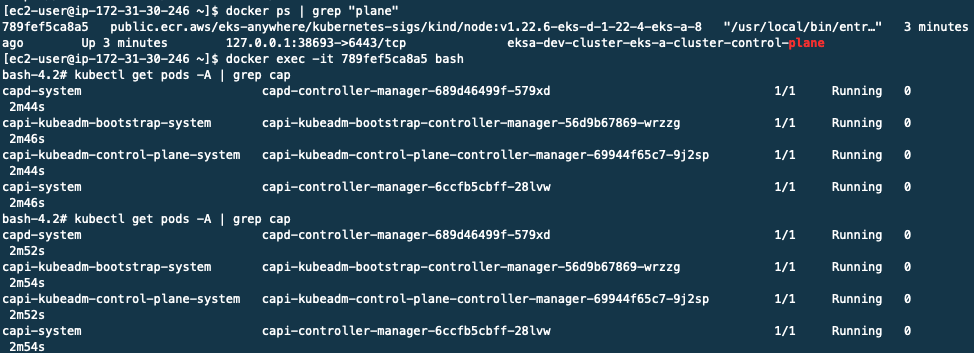 [ec2-user@ip-172-31-30-246 ~]$ docker ps | grep "plane"
789fef5ca8a5   public.ecr.aws/eks-anywhere/kubernetes-sigs/kind/node:v1.22.6-eks-d-1-22-4-eks-a-8   "/usr/local/bin/entr…"   3 minutes
ago        Up 3 minutes        127.0.0.1:38693->6443/tcp              eksa-dev-cluster-eks-a-cluster-control-plane
[ec2-user@ip-172-31-30-246 ~]$ docker exec -it 789fef5ca8a5 bash
bash-4.2# kubectl get pods -A | grep cap
capd-system                         capd-controller-manager-689d46499f-579xd                               1/1     Running   0
 2m44s
capi-kubeadm-bootstrap-system       capi-kubeadm-bootstrap-controller-manager-56d9b67869-wrzzg             1/1     Running   0
 2m46s
capi-kubeadm-control-plane-system   capi-kubeadm-control-plane-controller-manager-69944f65c7-9j2sp         1/1     Running   0
 2m44s
capi-system                         capi-controller-manager-6ccfb5cbff-28lvw                               1/1     Running   0
 2m46s
bash-4.2# kubectl get pods -A | grep cap
capd-system                         capd-controller-manager-689d46499f-579xd                               1/1     Running   0
 2m52s
capi-kubeadm-bootstrap-system       capi-kubeadm-bootstrap-controller-manager-56d9b67869-wrzzg             1/1     Running   0
 2m54s
capi-kubeadm-control-plane-system   capi-kubeadm-control-plane-controller-manager-69944f65c7-9j2sp         1/1     Running   0
 2m52s
capi-system                         capi-controller-manager-6ccfb5cbff-28lvw                               1/1     Running   0
 2m54s